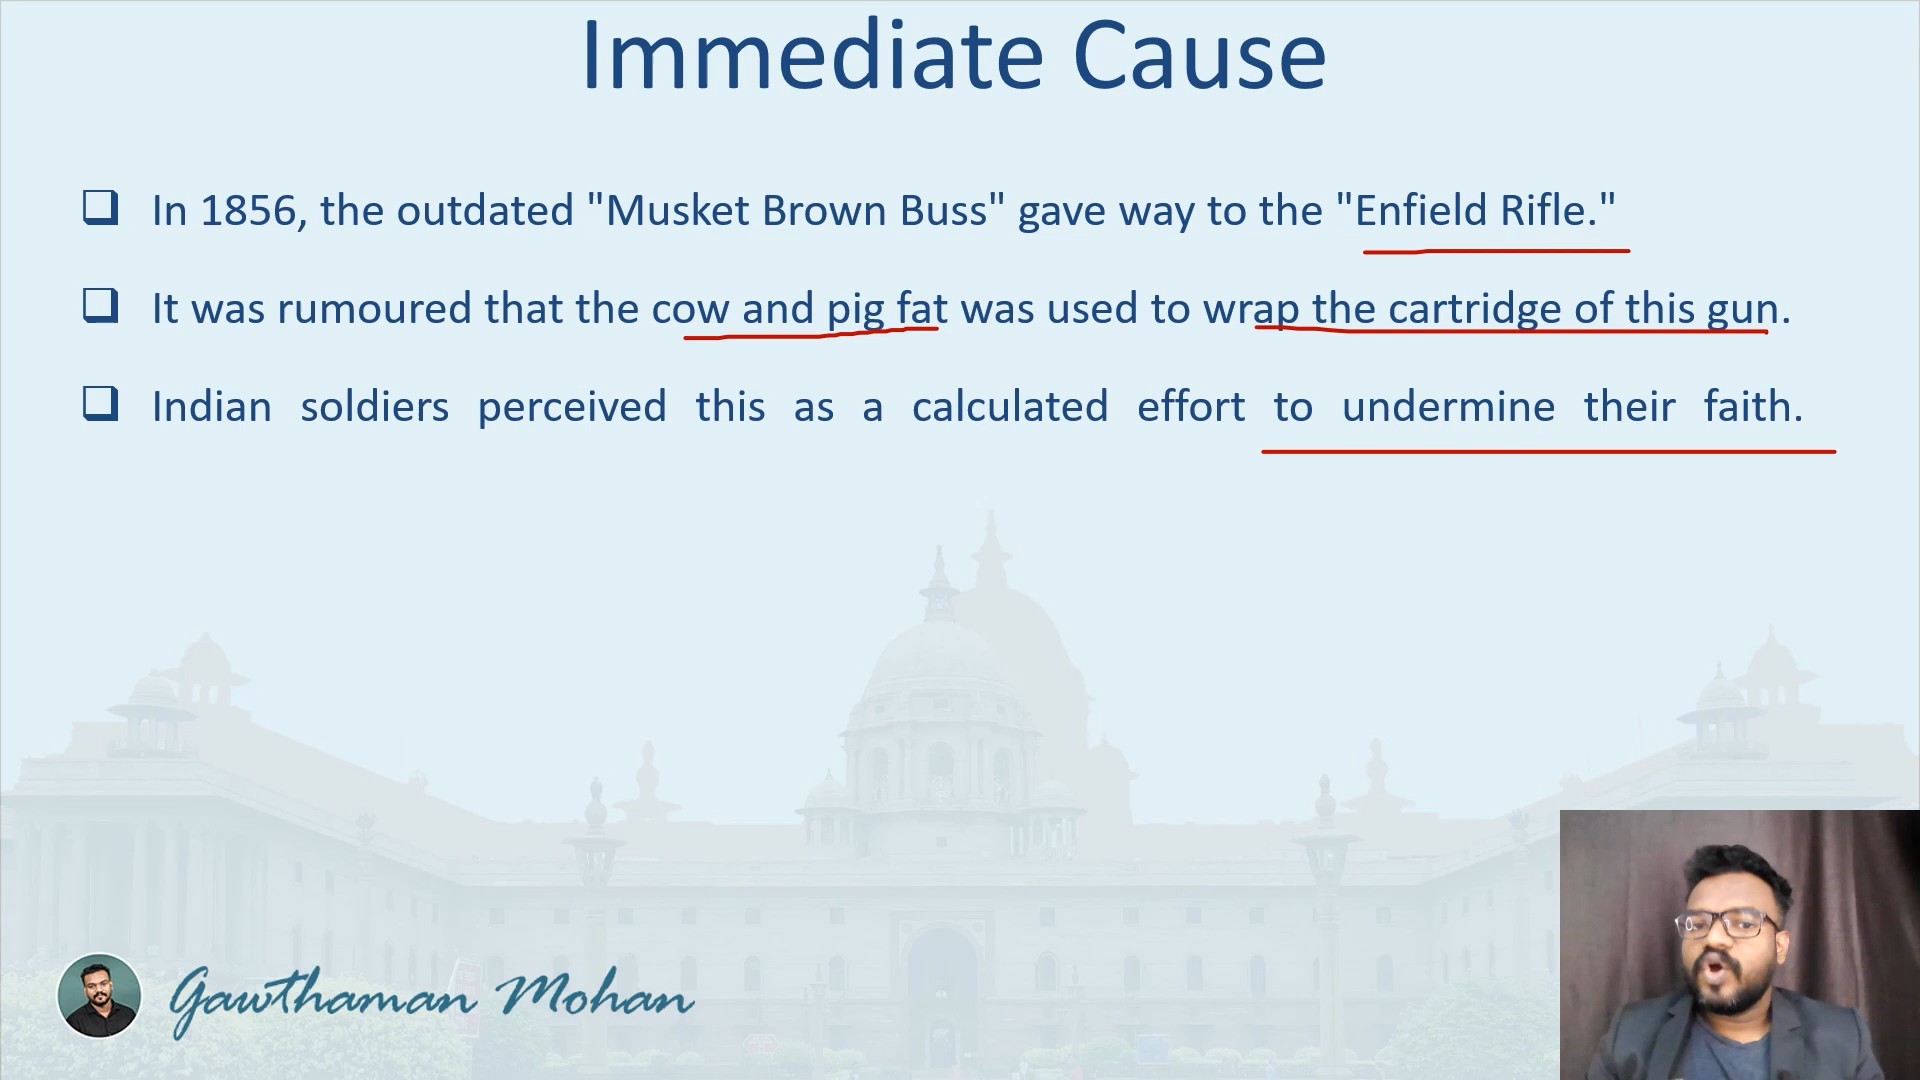 Immediate Cause
In 1856, the outdated "Musket Brown Buss" gave way to the "Enfield Rifle."
It was rumoured that the cow and pig fat was used to wrap the cartridge of this gun.
Indian soldiers perceived this as a calculated effort to undermine their faith.
Gawthaman Mohan